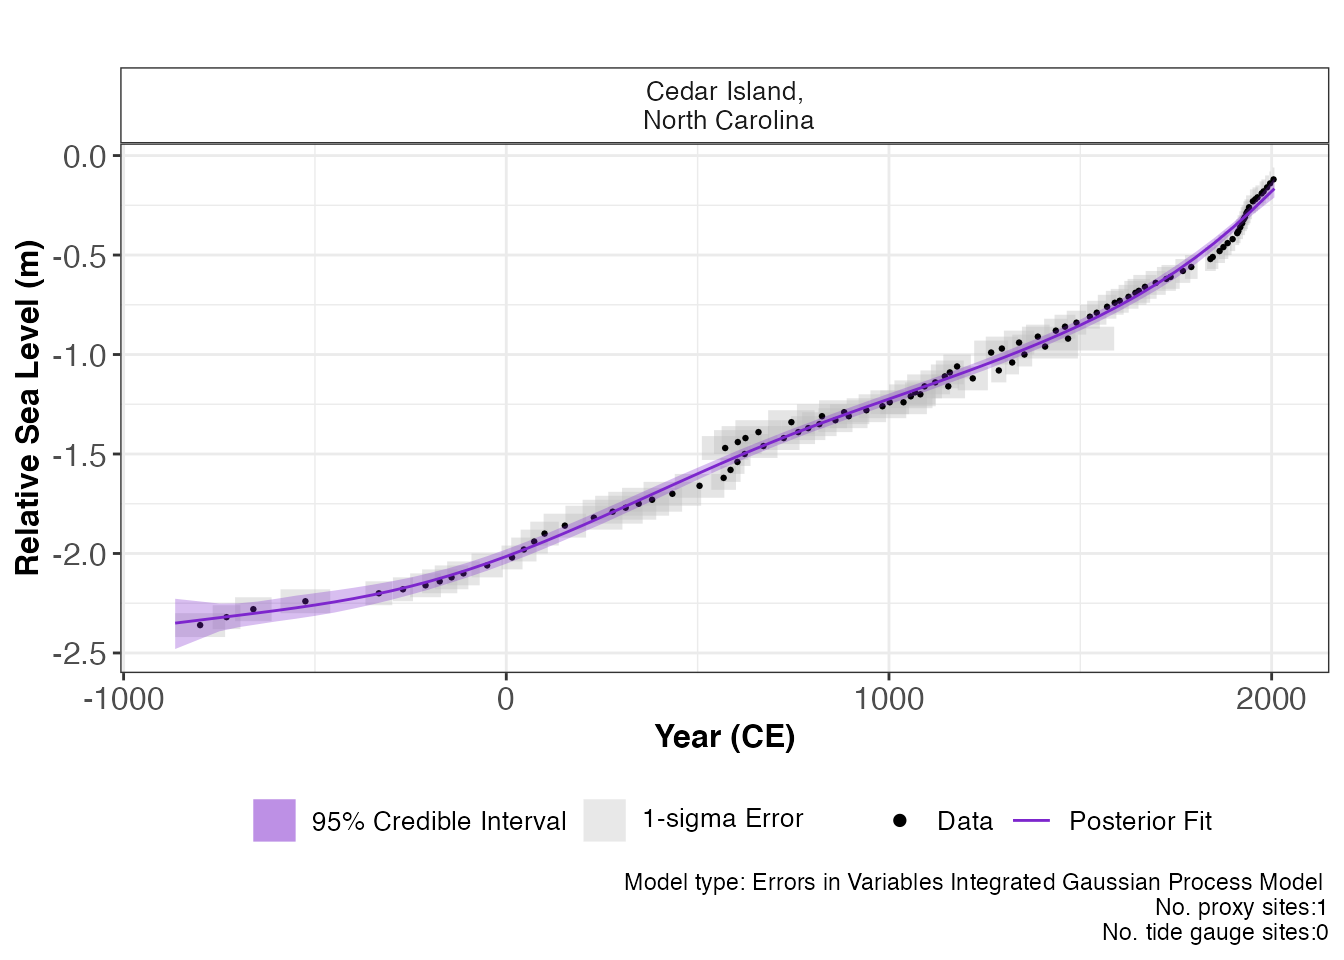 Cedar Island,
North Carolina
Relative Sea Level (m)
0.0
-0.5
-1.0
-1.5
-2.0
-2.5
-1000 0 1000 2000
Year (CE)
95% Credible Interval 1-sigma Error Data Posterior Fit
Model type: Errors in Variables Integrated Gaussian Process Model
No. proxy sites:1
No. tide gauge sites:0